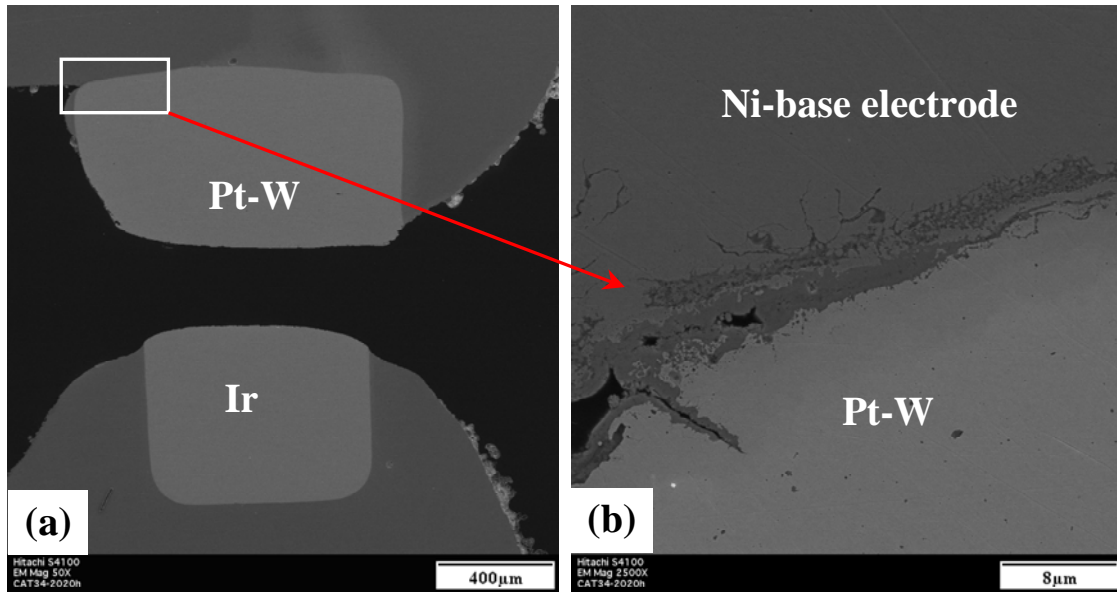 Pt-W
Ir
(a)
Hitachi S4100
EM Mag 50X
CAT34-2020h
400µm
Ni-base electrode
Pt-W
(b)
Hitachi S4100
EM Mag 2500X
CAT34-2020h
8µm